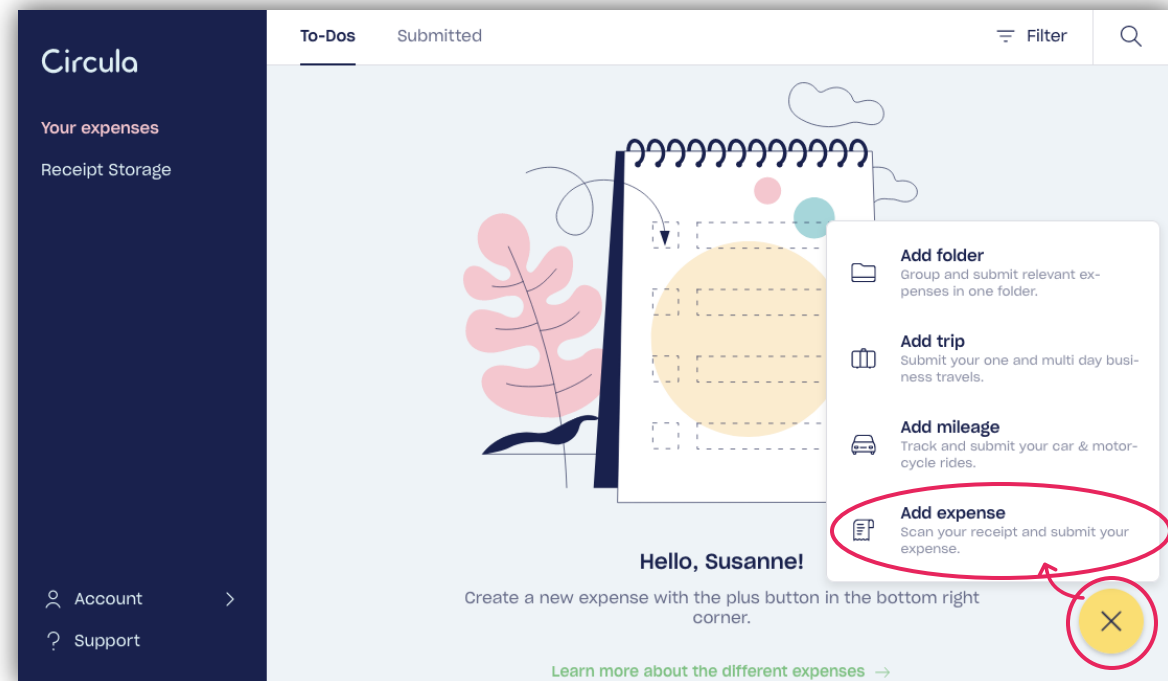 Circula
Your expenses
Receipt Storage
Account
Support
To-Dos
Submitted
Filter
Add folder
Group and submit relevant ex-
penses in one folder.
Add trip
Submit your one and multi day busi-
ness travels.
Add mileage
Track and submit your car & motor-
cycle rides.
Add expense
Scan your receipt and submit your
expense.
Hello, Susanne!
Create a new expense with the plus button in the bottom right
corner.
Learn more about the different expenses →